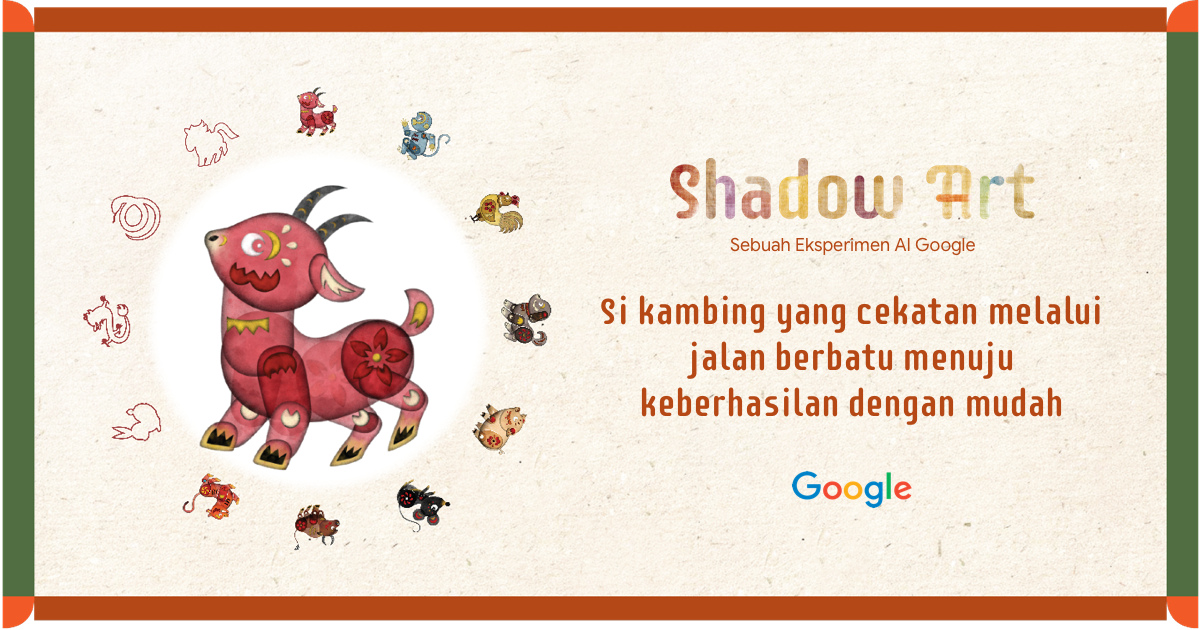 Shadow Art
Sebuah Eksperimen AI Google
Si kambing yang cekatan melalui
jalan berbatu menuju
keberhasilan dengan mudah
Google